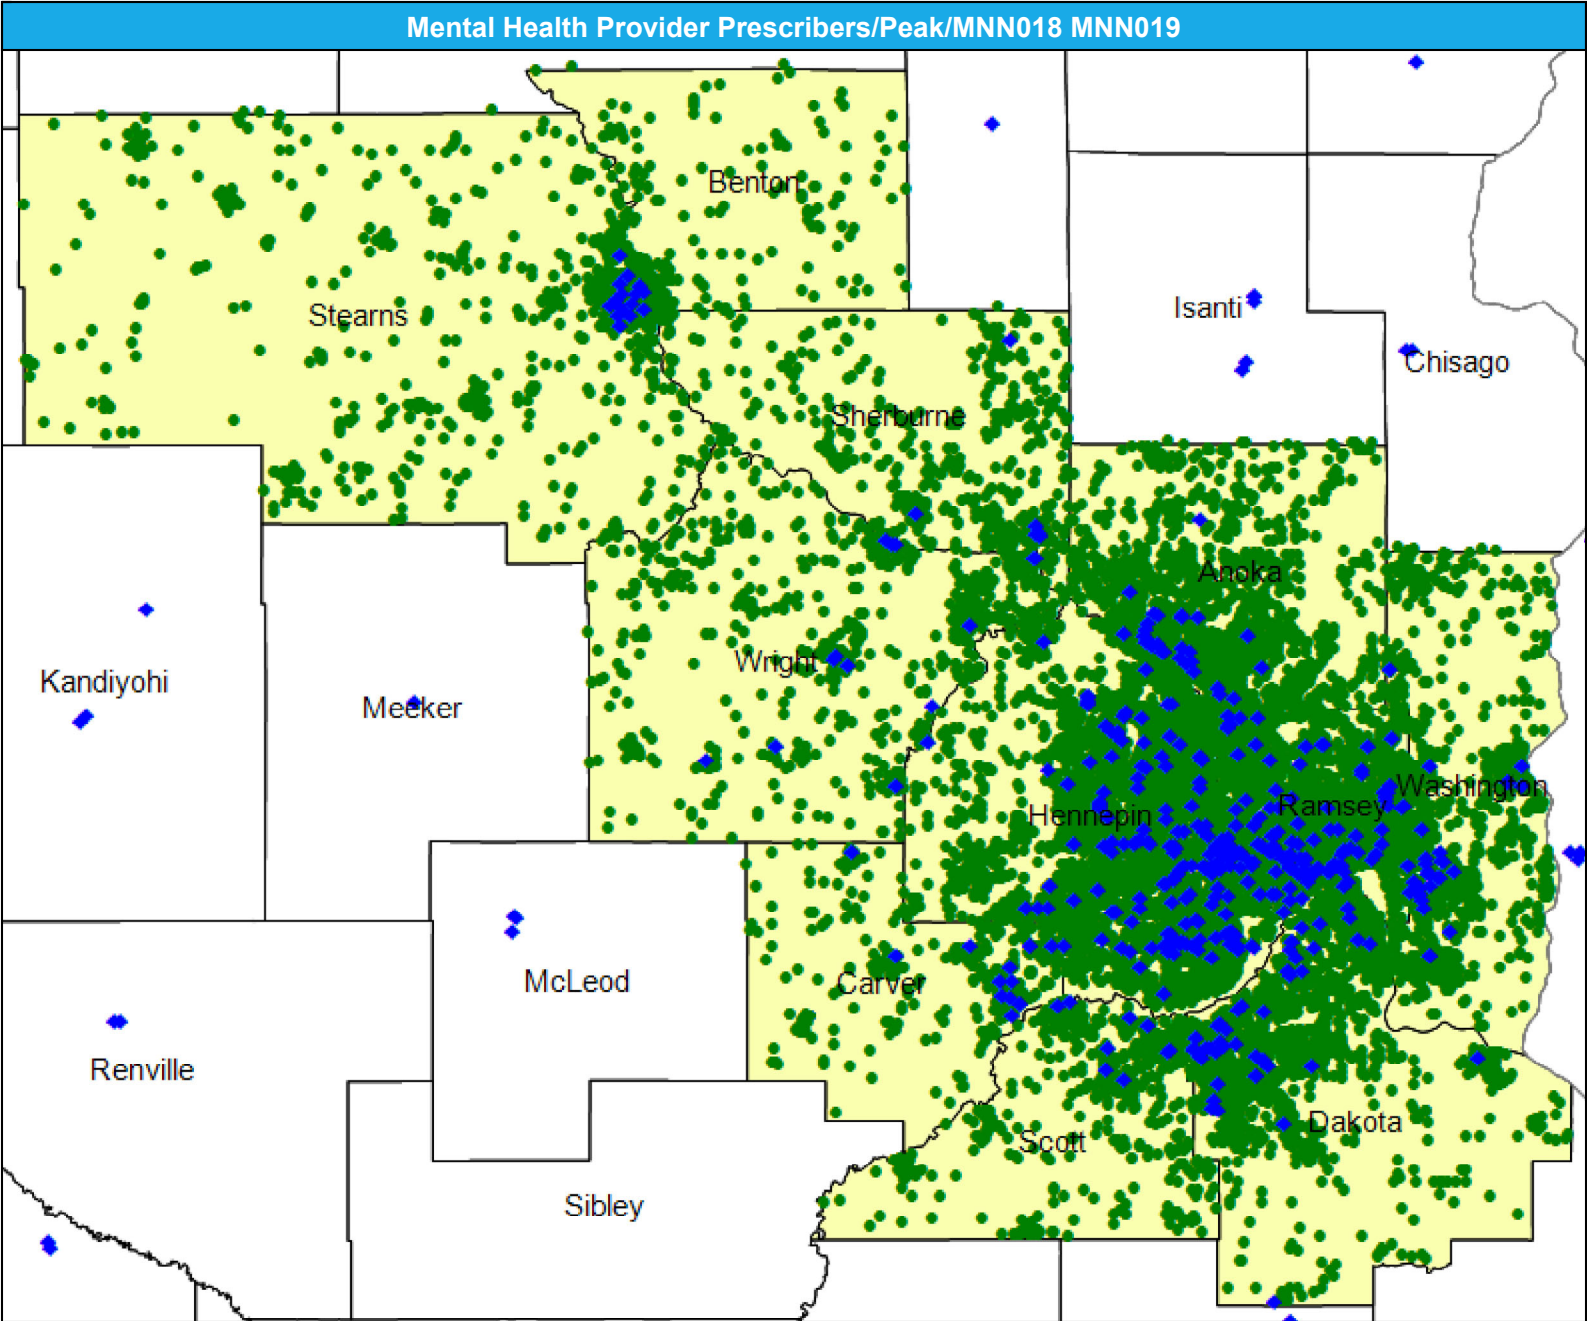 Mental Health Provider Prescribers/Peak/MNN018 MNN019
Benton
Isanti
Stearns
Chisago
Sherburne
Anoka
Wright
Kandiyohi
Meeker
Washington
Ramsey
Hennepin
McLeod
Carver
Renville
Dakota
Scott
Sibley